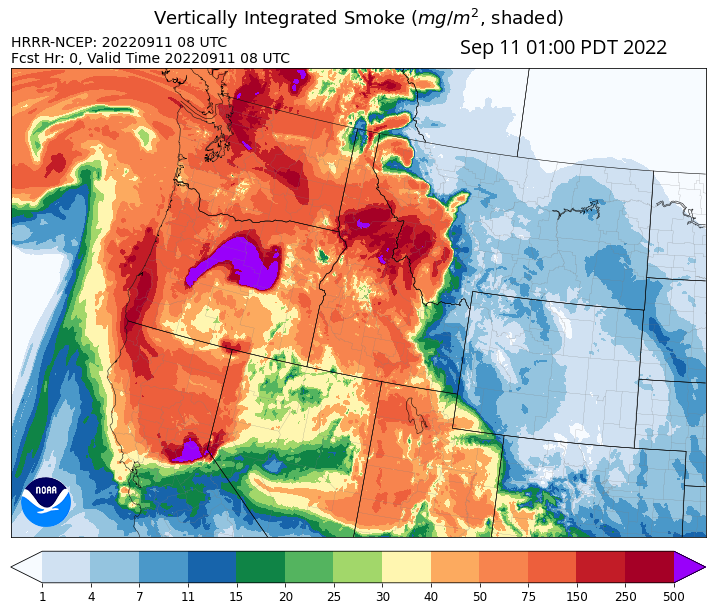 Vertically Integrated Smoke (mg/m², shaded)
HRRR-NCEP: 20220911 08 UTC
Fcst Hr: 0, Valid Time 20220911 08 UTC
Sep 11 01:00 PDT 2022
NOAA
1 4 7 11 15 20 25 30 40 50 75 150 250 500